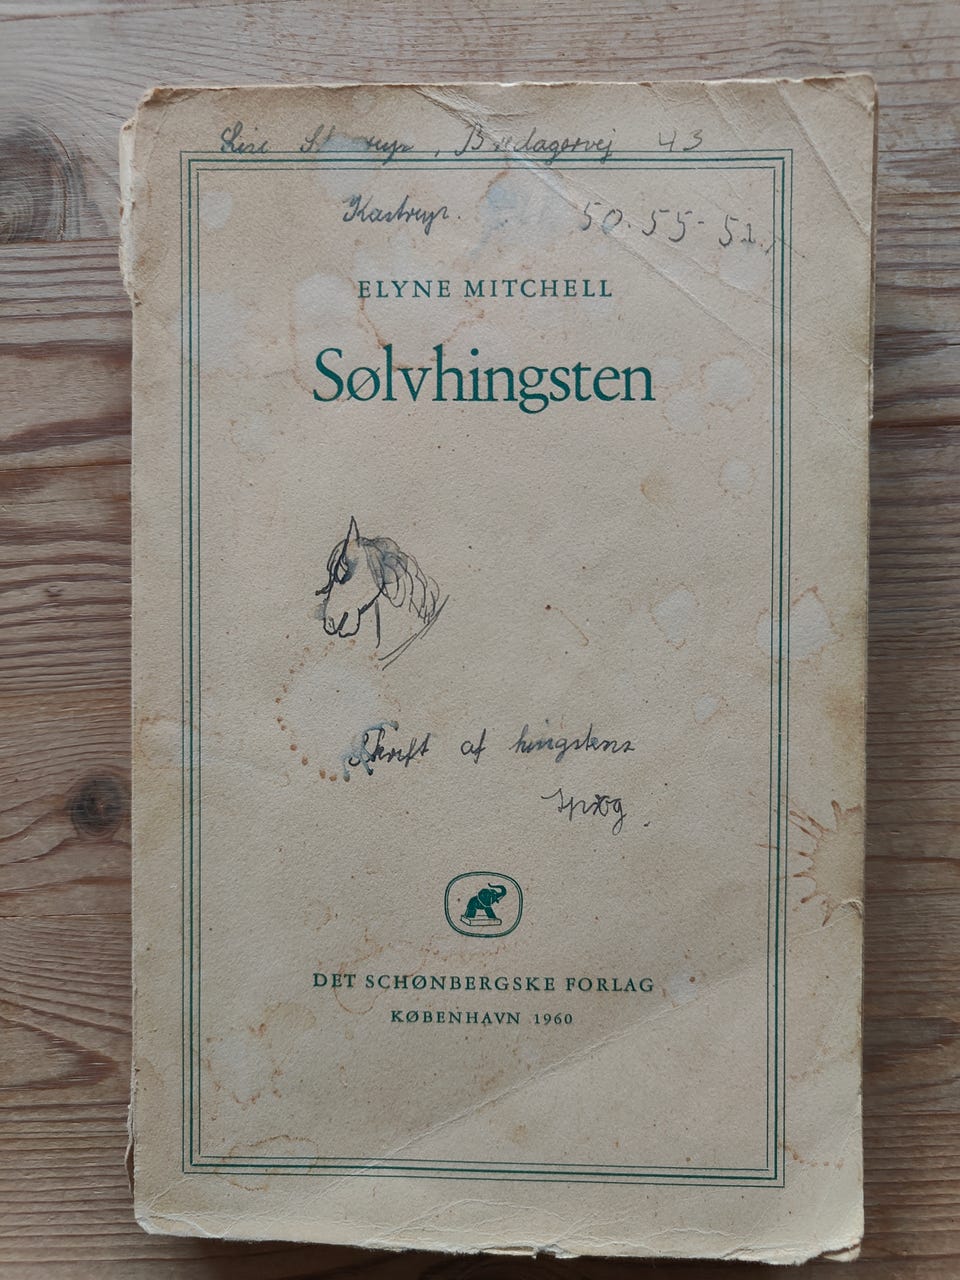 Lise 43
Kastrup. 50.55-51.
ELYNE MITCHELL
Sølvhingsten
Skrift af hingstens
sprog.
DET SCHØNBERGSKE FORLAG
KØBENHAVN 1960